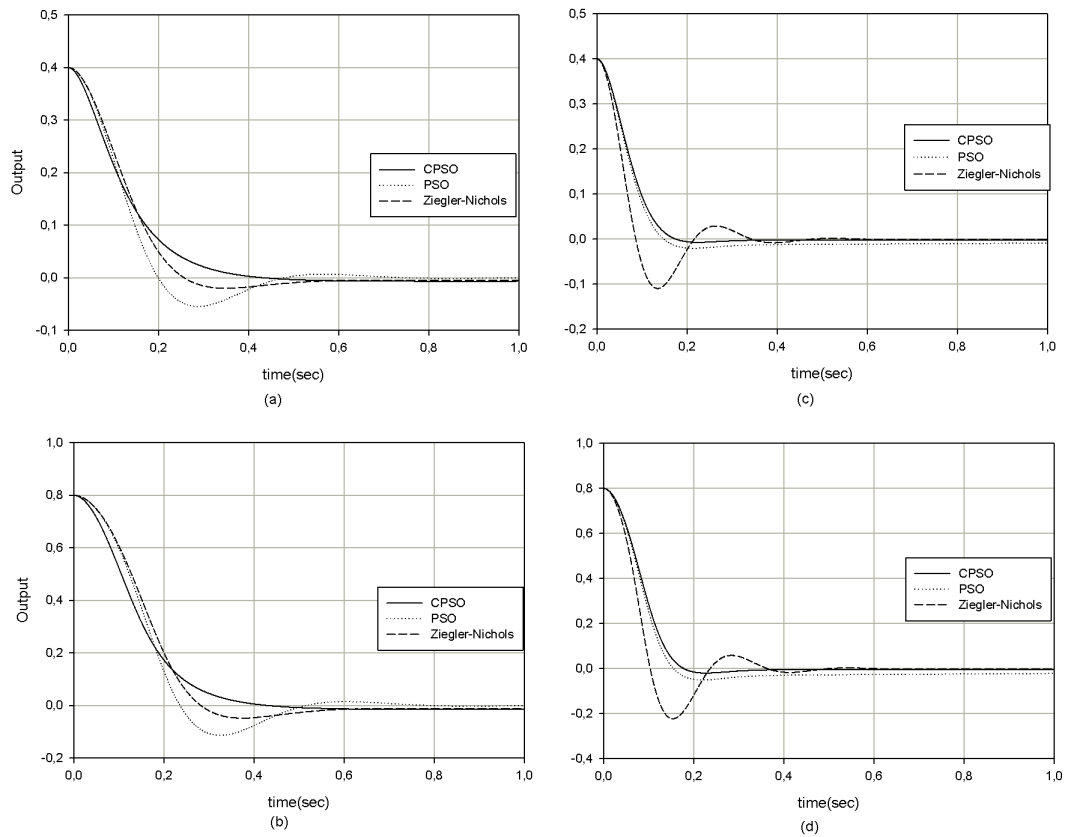 0,5
0,4
0,3
0,2
0,1
0,0
-0,1
Output
CPSO
PSO
Ziegler-Nichols
0,0 0,2 0,4 0,6 0,8 1,0
time(sec)
(a)
0,5
0,4
0,3
0,2
0,1
0,0
-0,1
-0,2
CPSO
PSO
Ziegler-Nichols
0,0 0,2 0,4 0,6 0,8 1,0
time(sec)
(c)
1,0
0,8
0,6
0,4
0,2
0,0
-0,2
Output
CPSO
PSO
Ziegler-Nichols
0,0 0,2 0,4 0,6 0,8 1,0
time(sec)
(b)
1,0
0,8
0,6
0,4
0,2
0,0
-0,2
-0,4
CPSO
PSO
Ziegler-Nichols
0,0 0,2 0,4 0,6 0,8 1,0
time(sec)
(d)